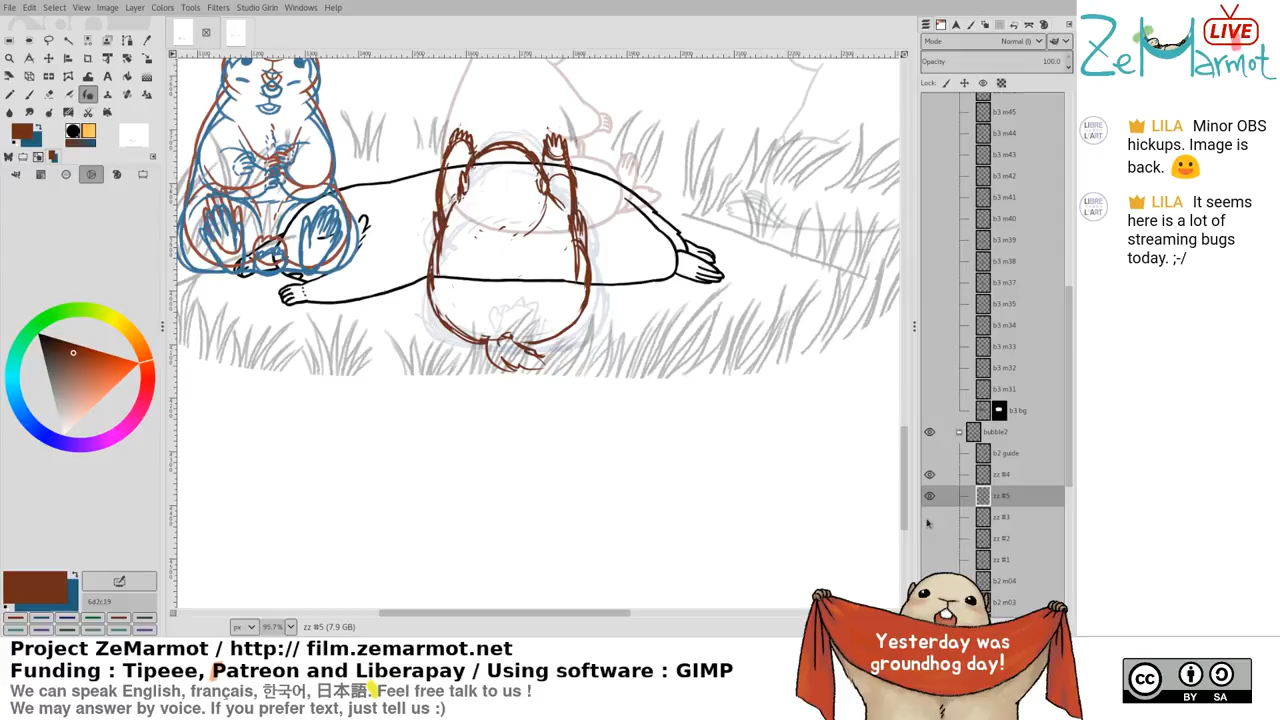 File Edit Select View Image Layer Colors Tools Filters Studio Girin Windows Help
LIVE
ZeMarmot
Mode Normal (l)
Opacity 100.0
Lock:
b3 m45
b3 m44
b3 m43
b3 m42
b3 m41
b3 m40
b3 m39
b3 m38
b3 m37
b3 m35
b3 m34
b3 m33
b3 m32
b3 m31
b3 bg
bubble2
b2 guide
zz #4
zz #5
zz #3
zz #2
zz #1
b2 m04
b2 m03
LILA Minor OBS
hickups. Image is
back.
LILA It seems
here is a lot of
streaming bugs
today. ;-/
6d2c19
px 95.7% zz #5 (7.9 GB)
Project ZeMarmot / http:// film.zemarmot.net
Funding : Tipeee, Patreon and Liberapay / Using software : GIMP
We can speak English, français, 한국어, 日本語. Feel free talk to us !
We may answer by voice. If you prefer text, just tell us :)
Yesterday was
groundhog day!
CC
BY SA